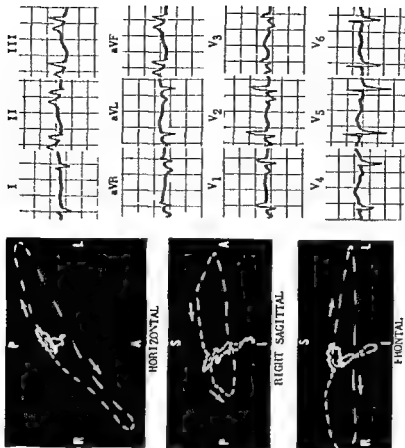 I II III
aVR aVL aVF
V1 V2 V3
V4 V5 V6
P
R L
A
HORIZONTAL
S
P A
I
RIGHT SAGITTAL
S
R L
I
FRONTAL